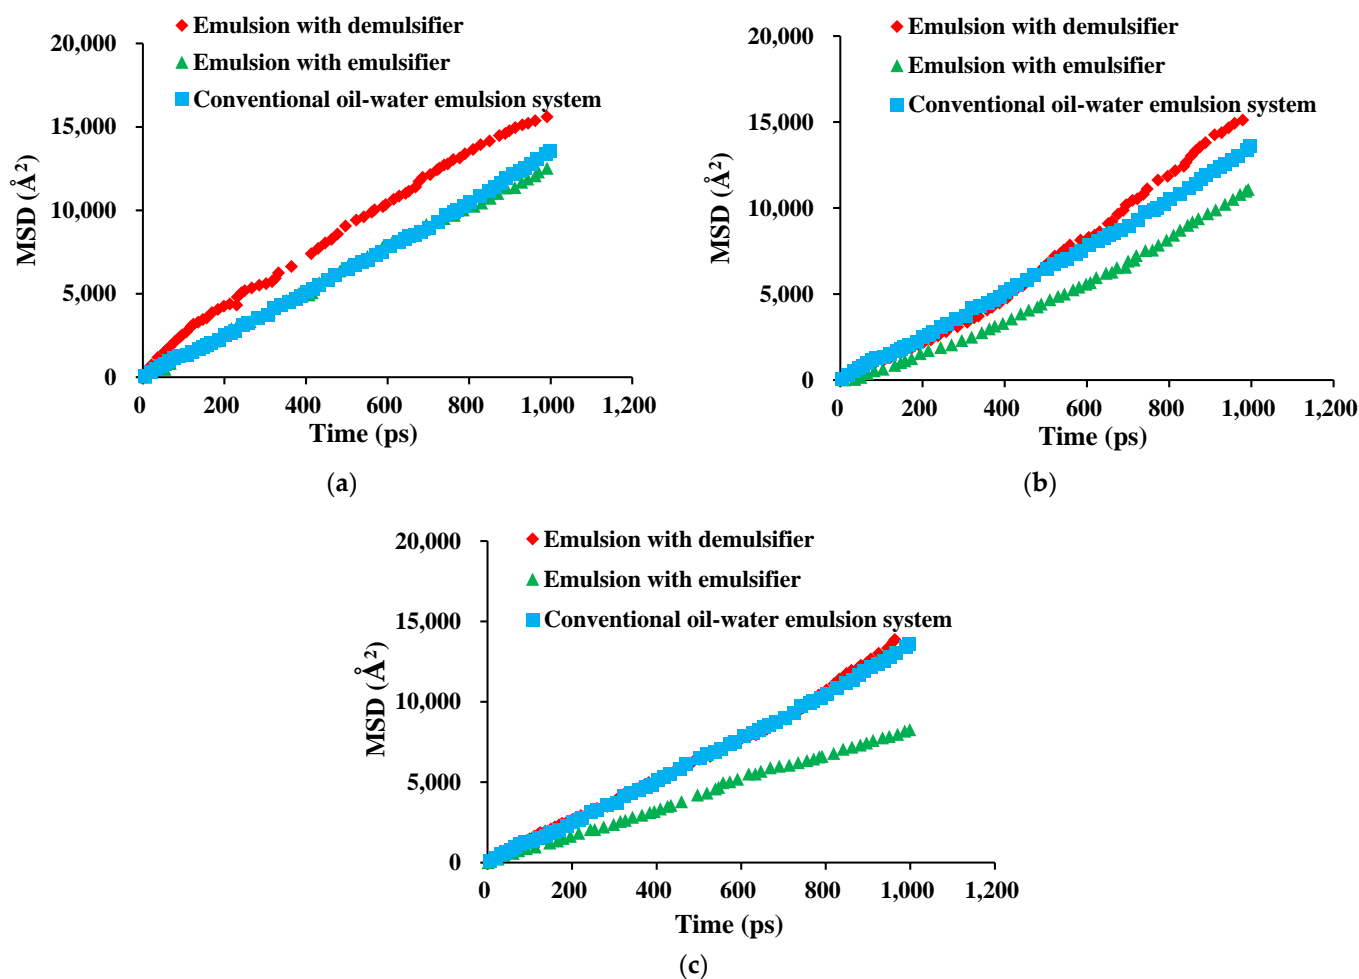 Emulsion with demulsifier
Emulsion with emulsifier
Conventional oil-water emulsion system
20,000
15,000
10,000
5,000
0
MSD (Å²)
0 200 400 600 800 1,000 1,200
Time (ps)
(a)
Emulsion with demulsifier
Emulsion with emulsifier
Conventional oil-water emulsion system
20,000
15,000
10,000
5,000
0
MSD (Å²)
0 200 400 600 800 1,000 1,200
Time (ps)
(b)
Emulsion with demulsifier
Emulsion with emulsifier
Conventional oil-water emulsion system
20,000
15,000
10,000
5,000
0
MSD (Å²)
0 200 400 600 800 1,000 1,200
Time (ps)
(c)